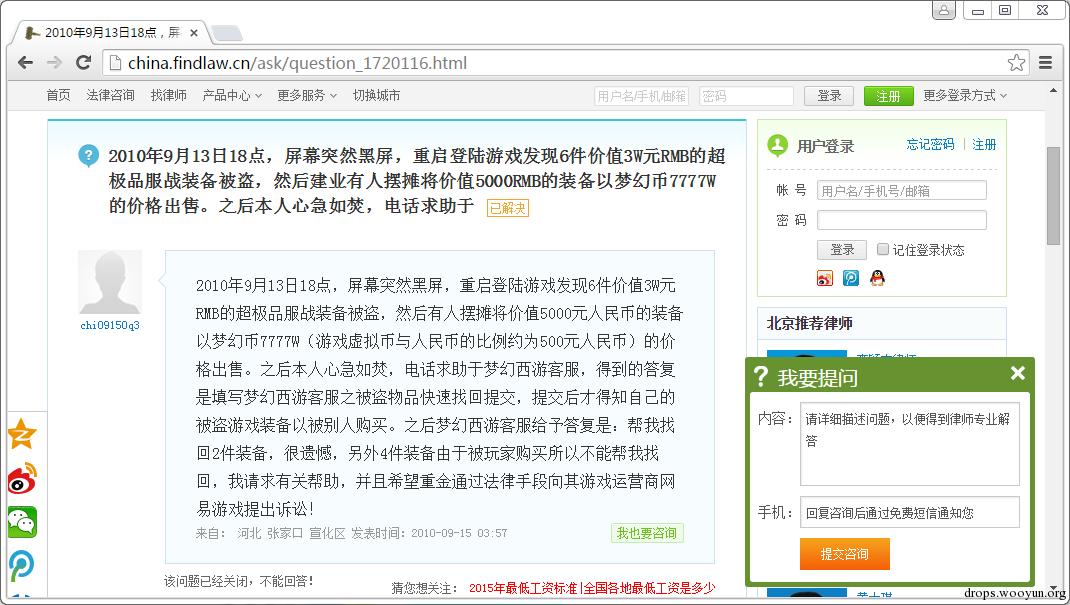 2010年9月13日18点，屏
china.findlaw.cn/ask/question_1720116.html
首页 法律咨询 找律师 产品中心 更多服务 切换城市 用户名/手机/邮箱 密码 登录 注册 更多登录方式
2010年9月13日18点，屏幕突然黑屏，重启登陆游戏发现6件价值3W元RMB的超
极品服战装备被盗，然后建业有人摆摊将价值5000RMB的装备以梦幻币7777W
的价格出售。之后本人心急如焚，电话求助于 已解决
chi09150q3
2010年9月13日18点，屏幕突然黑屏，重启登陆游戏发现6件价值3W元
RMB的超极品服战装备被盗，然后有人摆摊将价值5000元人民币的装备
以梦幻币7777W（游戏虚拟币与人民币的比例约为500元人民币）的价
格出售。之后本人心急如焚，电话求助于梦幻西游客服，得到的答复
是填写梦幻西游客服之被盗物品快速找回提交，提交后才得知自己的
被盗游戏装备以被别人购买。之后梦幻西游客服给予答复是：帮我找
回2件装备，很遗憾，另外4件装备由于被玩家购买所以不能帮我找
回，我请求有关帮助，并且希望重金通过法律手段向其游戏运营商网
易游戏提出诉讼！
来自： 河北 张家口 宣化区 发表时间：2010-09-15 03:57
我也要咨询
该问题已经关闭，不能回答！
猜您想关注： 2015年最低工资标准|全国各地最低工资是多少
用户登录 忘记密码 | 注册
帐 号 用户名/手机号/邮箱
密 码
登录 记住登录状态
北京推荐律师
我要提问
内容： 请详细描述问题，以便得到律师专业解
答
手机： 回复咨询后通过免费短信通知您
提交咨询
drops.wooyun.org